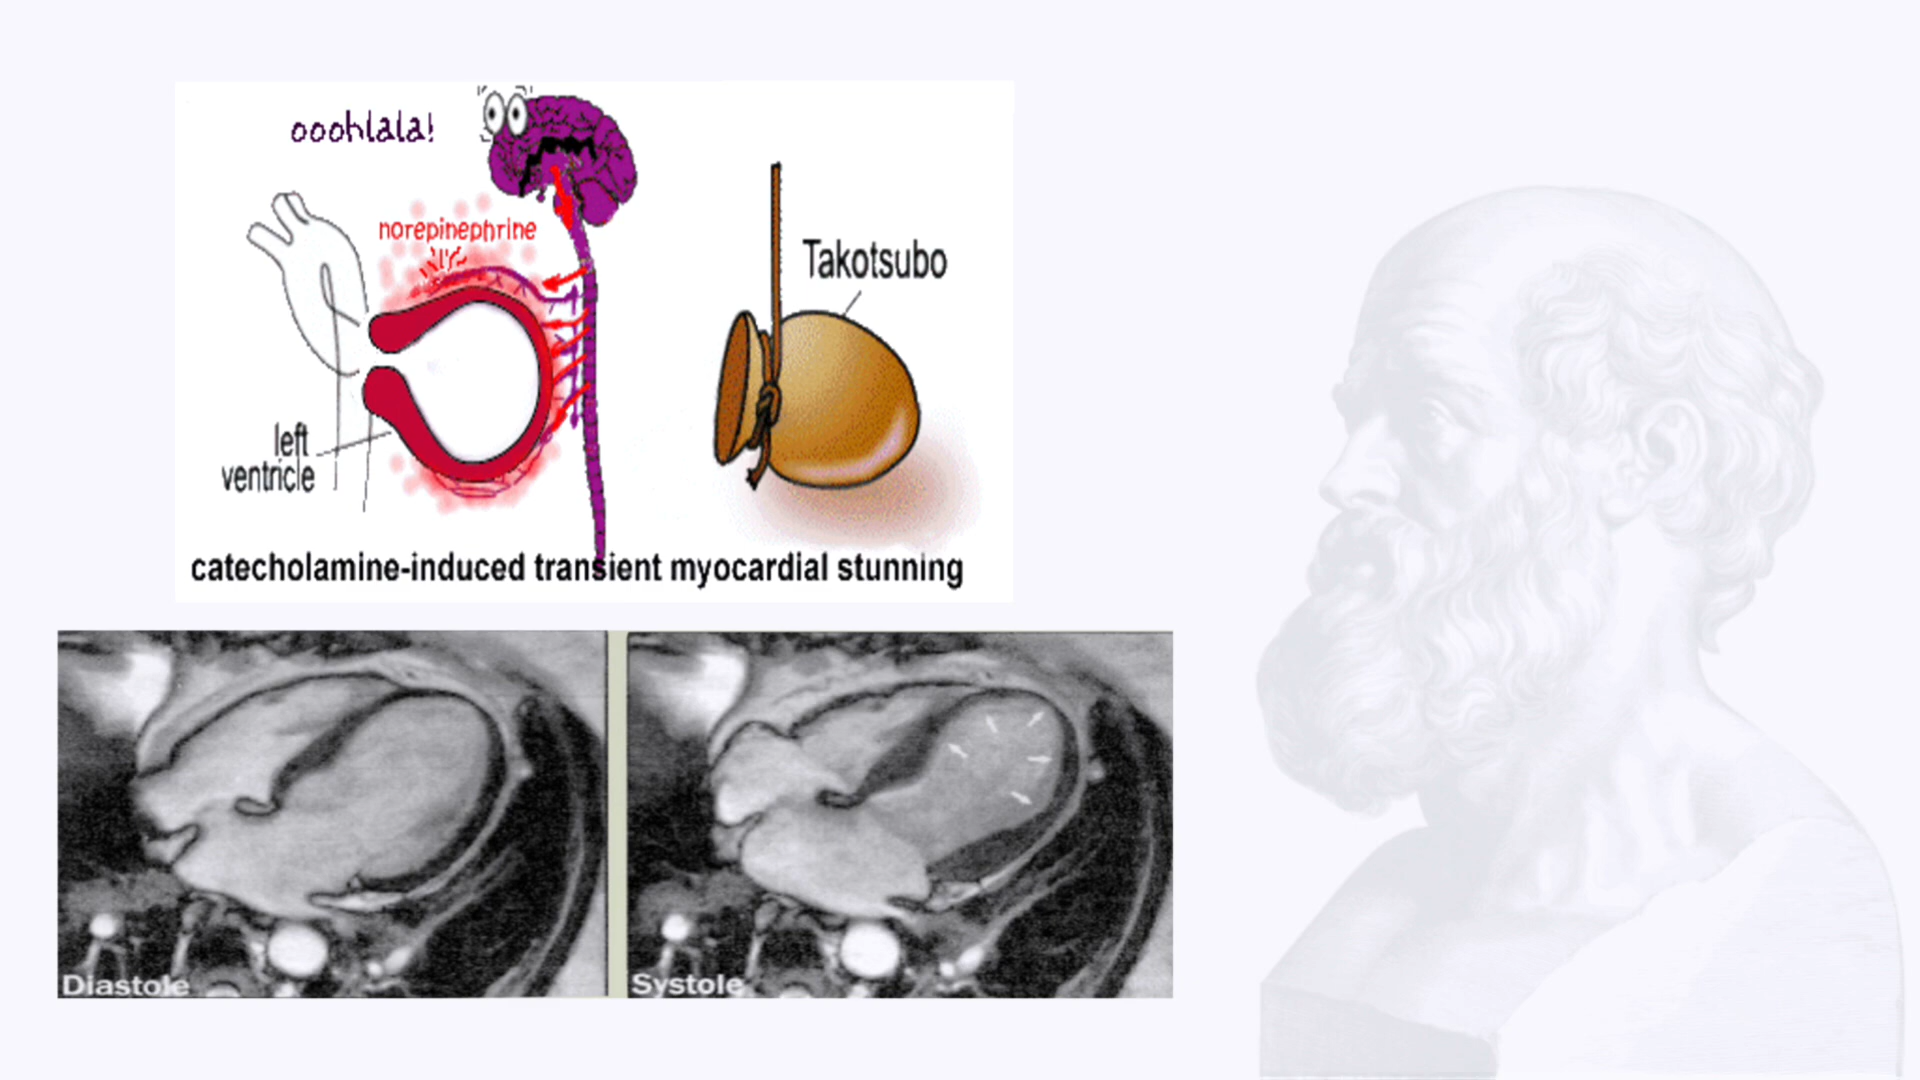 ooohlala!
norepinephrine
Takotsubo
left
ventricle
catecholamine-induced transient myocardial stunning
Diastole
Systole